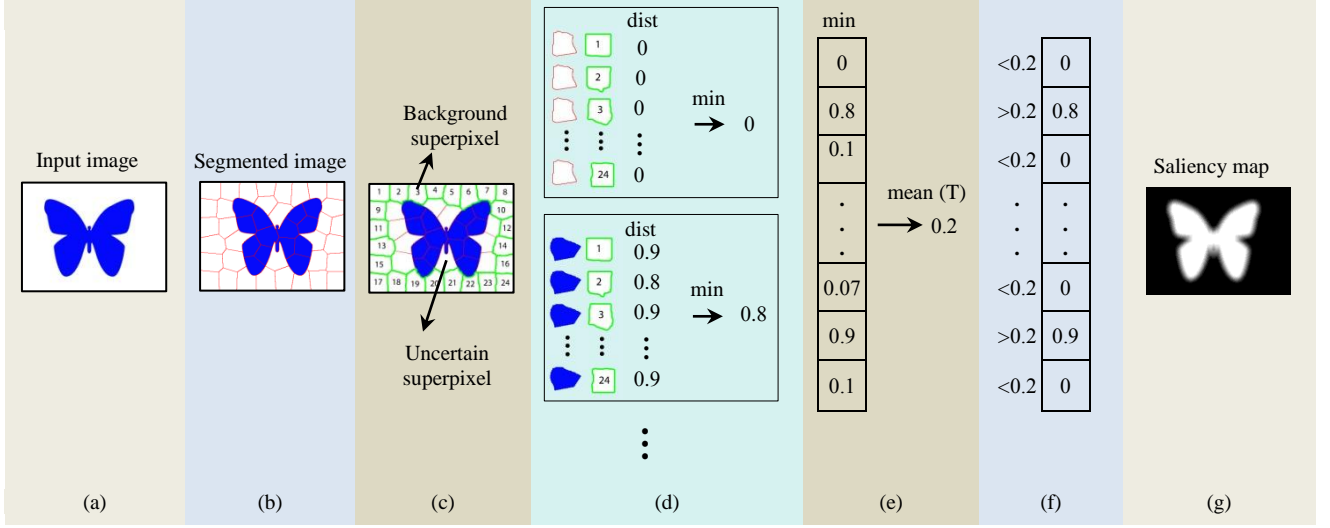 Input image
(a)
Segmented image
(b)
Background
superpixel
1 2 3 4 5 6 7 8
9 10
11 12
13 14
15 16
17 18 19 20 21 22 23 24
Uncertain
superpixel
(c)
dist
1 0
2 0
3 0
24 0
min
0
dist
1 0.9
2 0.8
3 0.9
24 0.9
min
0.8
(d)
min
0
0.8
0.1
0.07
0.9
0.1
mean (T)
0.2
(e)
<0.2 0
>0.2 0.8
<0.2 0
<0.2 0
>0.2 0.9
<0.2 0
(f)
Saliency map
(g)